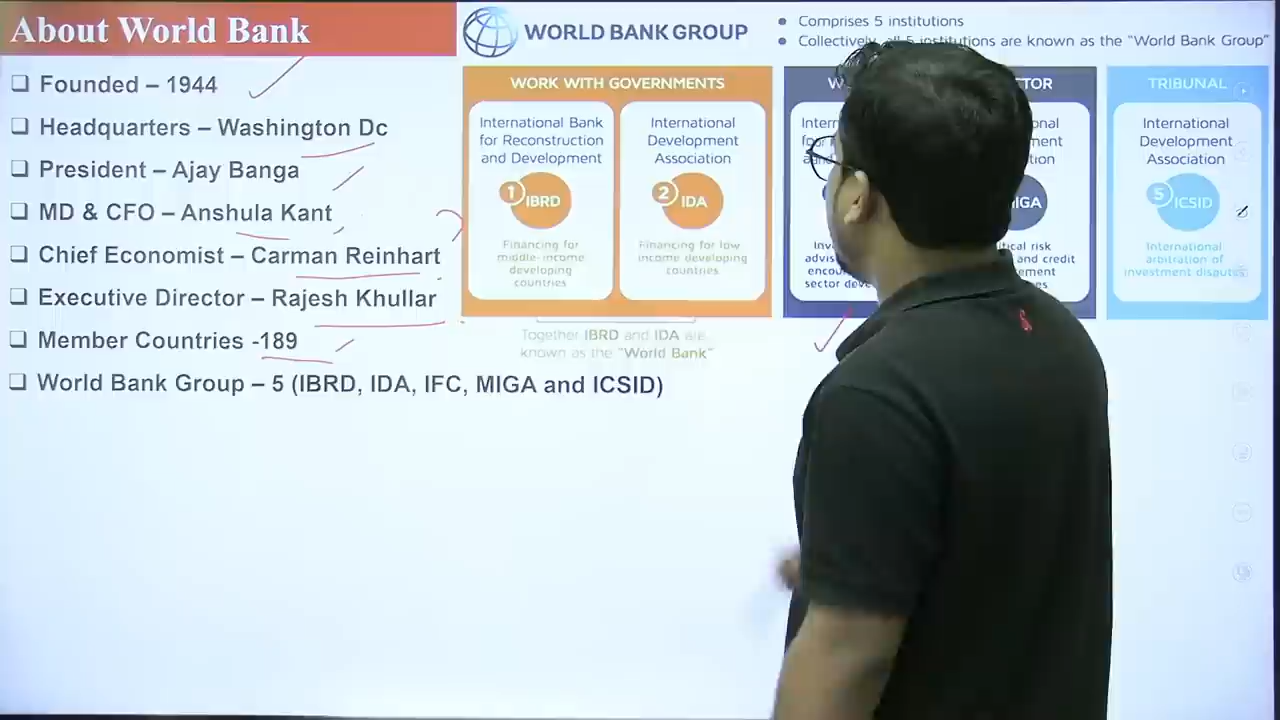 About World Bank
❑ Founded – 1944
❑ Headquarters – Washington Dc
❑ President – Ajay Banga
❑ MD & CFO – Anshula Kant
❑ Chief Economist – Carman Reinhart
❑ Executive Director – Rajesh Khullar
❑ Member Countries -189
❑ World Bank Group – 5 (IBRD, IDA, IFC, MIGA and ICSID)
WORLD BANK GROUP
• Comprises 5 institutions
• Collectively, all 5 institutions are known as the "World Bank Group"
WORK WITH GOVERNMENTS
International Bank
for Reconstruction
and Development
1 IBRD
Financing for
middle-income
developing
countries
International
Development
Association
2 IDA
Financing for low
income developing
countries
Together IBRD and IDA are
known as the "World Bank"
TRIBUNAL
International
Development
Association
5 ICSID
International
arbitration of
investment disputes